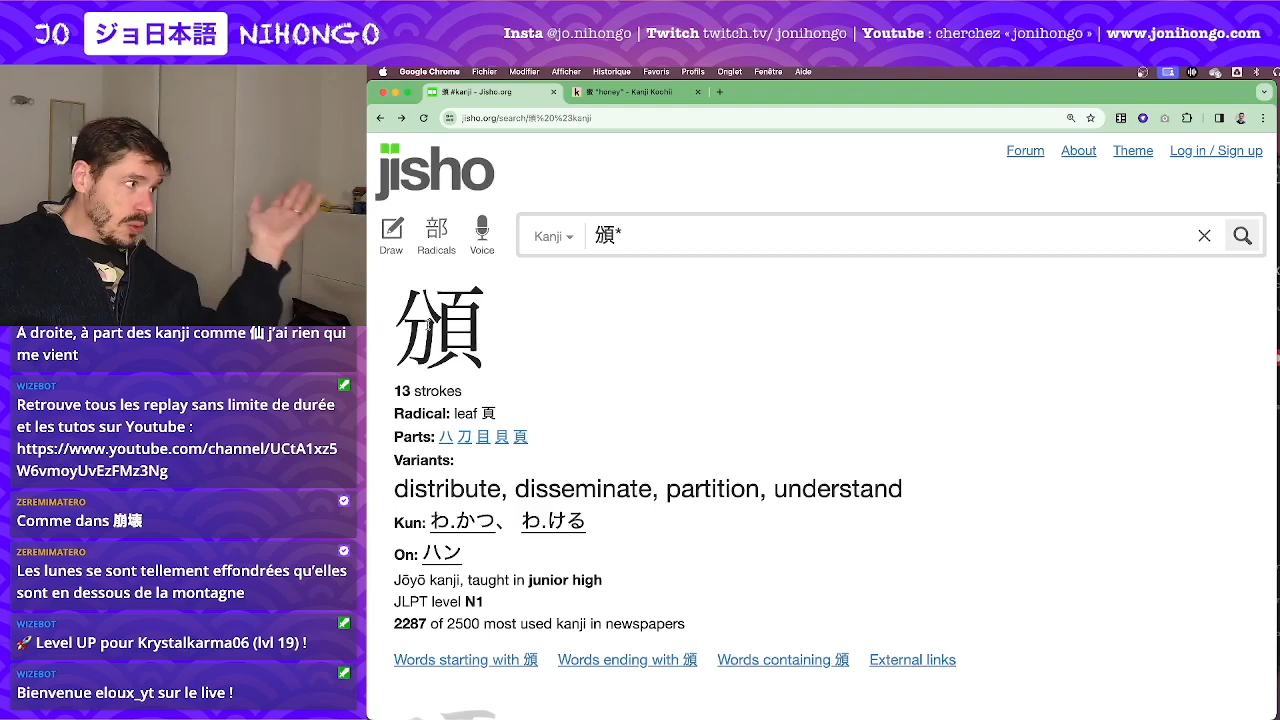 JO ジョ日本語 NIHONGO
Insta @jo.nihongo | Twitch twitch.tv/ jonihongo | Youtube : cherchez «jonihongo » | www.jonihongo.com
Google Chrome Fichier Modifier Afficher Historique Favoris Profils Onglet Fenêtre Aide
頒 #kanji - Jisho.org
蜜 "honey" - Kanji Koohii
jisho.org/search/頒%20%23kanji
jisho
Forum About Theme Log in / Sign up
Draw
部 Radicals
Voice
Kanji 頒*
頒
13 strokes
Radical: leaf 頁
Parts: ハ 刀 目 貝 頁
Variants:
distribute, disseminate, partition, understand
Kun: わ.かつ、 わ.ける
On: ハン
Jōyō kanji, taught in junior high
JLPT level N1
2287 of 2500 most used kanji in newspapers
Words starting with 頒 Words ending with 頒 Words containing 頒 External links
A droite, à part des kanji comme 仙 j'ai rien qui
me vient
WIZEBOT
Retrouve tous les replay sans limite de durée
et les tutos sur Youtube :
https://www.youtube.com/channel/UCtA1xz5
W6vmoyUvEzFMz3Ng
ZEREMIMATERO
Comme dans 崩壊
ZEREMIMATERO
Les lunes se sont tellement effondrées qu'elles
sont en dessous de la montagne
WIZEBOT
🚀 Level UP pour Krystalkarma06 (lvl 19) !
WIZEBOT
Bienvenue eloux_yt sur le live !